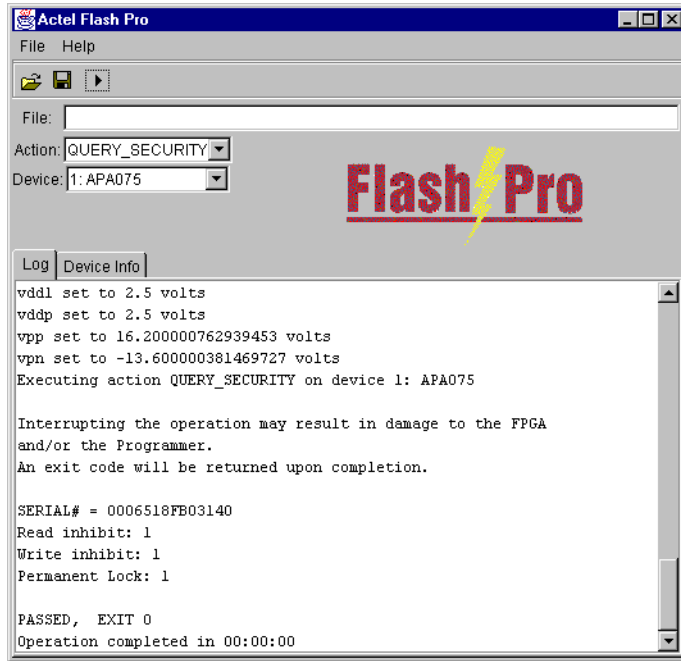 Actel Flash Pro
File Help
File:
Action: QUERY_SECURITY
Device: 1: APA075
Flash Pro
Log Device Info
vddl set to 2.5 volts
vddp set to 2.5 volts
vpp set to 16.200000762939453 volts
vpn set to -13.600000381469727 volts
Executing action QUERY_SECURITY on device 1: APA075
Interrupting the operation may result in damage to the FPGA
and/or the Programmer.
An exit code will be returned upon completion.
SERIAL# = 0006518FB03140
Read inhibit: 1
Write inhibit: 1
Permanent Lock: 1
PASSED, EXIT 0
Operation completed in 00:00:00